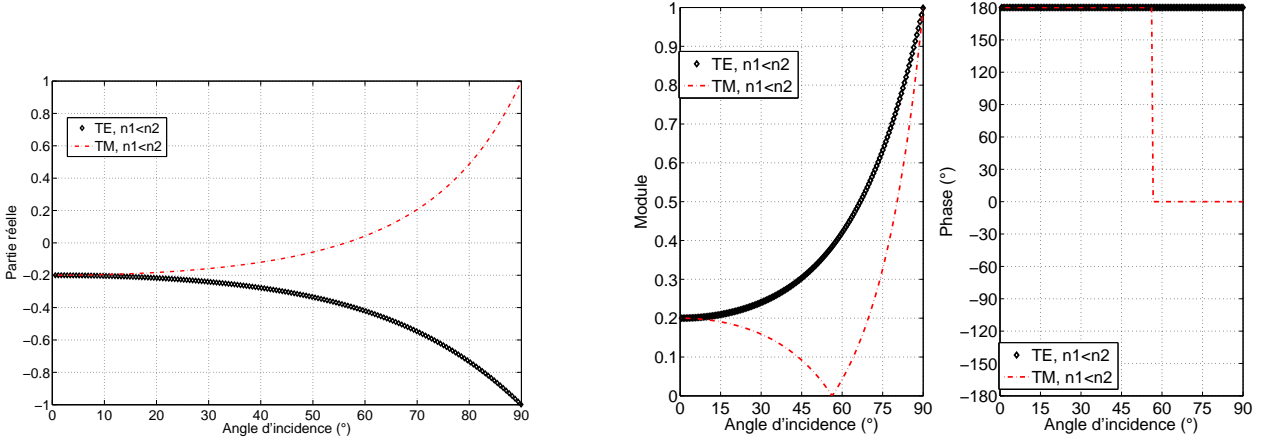 1
0.8
0.6
0.4
0.2
0
−0.2
−0.4
−0.6
−0.8
−1
0 10 20 30 40 50 60 70 80 90
Partie réelle
Angle d'incidence (°)
TE, n1<n2
TM, n1<n2
1
0.9
0.8
0.7
0.6
0.5
0.4
0.3
0.2
0.1
0
0 15 30 45 60 75 90
Module
Angle d'incidence (°)
TE, n1<n2
TM, n1<n2
180
150
120
90
60
30
0
−30
−60
−90
−120
−150
−180
0 15 30 45 60 75 90
Phase (°)
Angle d'incidence (°)
TE, n1<n2
TM, n1<n2